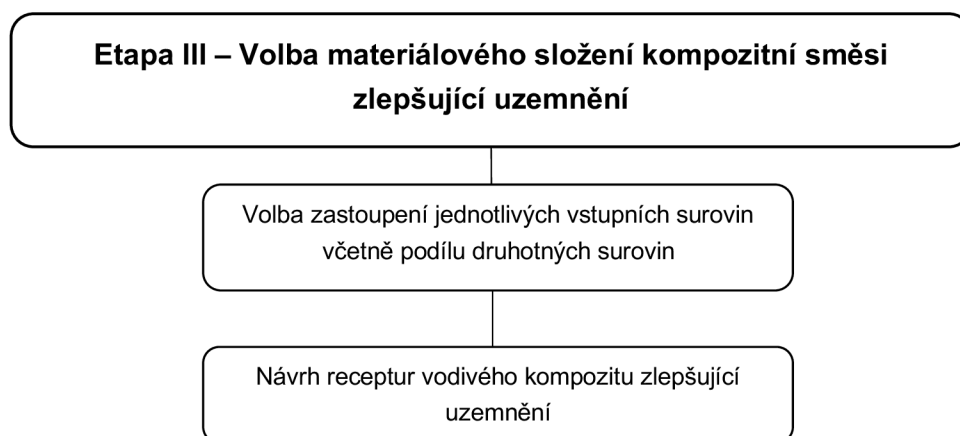 Etapa III – Volba materiálového složení kompozitní směsi
zlepšující uzemnění
Volba zastoupení jednotlivých vstupních surovin
včetně podílu druhotných surovin
Návrh receptur vodivého kompozitu zlepšující
uzemnění